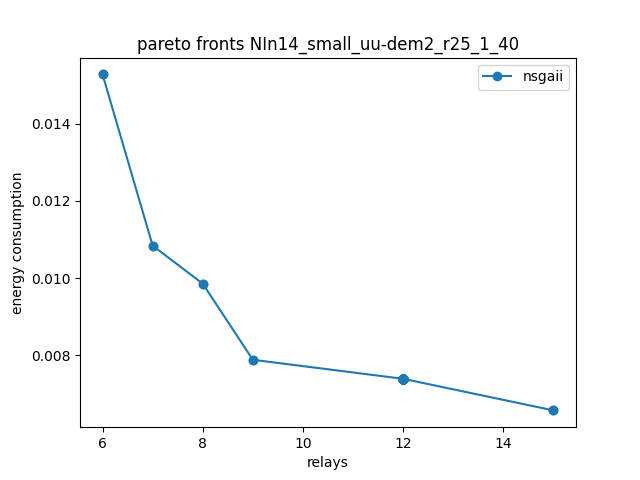 pareto fronts NIn14_small_uu-dem2_r25_1_40
nsgaii
0.014
0.012
0.010
0.008
energy consumption
6 8 10 12 14
relays